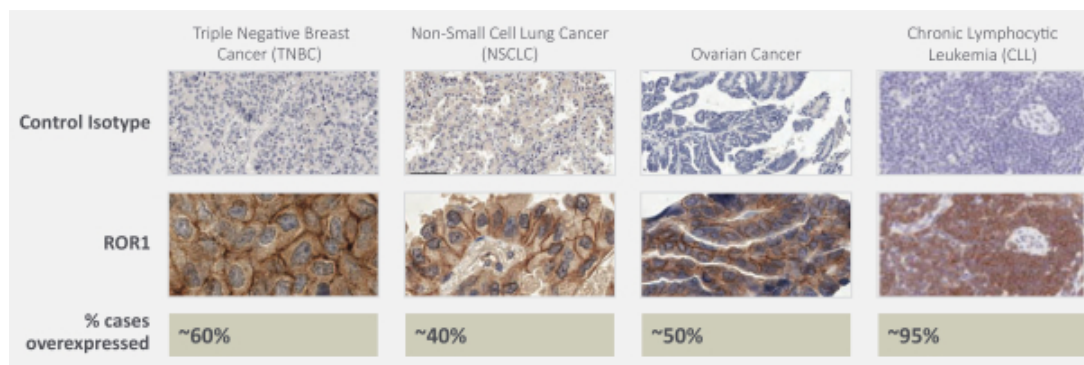 Triple Negative Breast
Cancer (TNBC)
Non-Small Cell Lung Cancer
(NSCLC)
Ovarian Cancer
Chronic Lymphocytic
Leukemia (CLL)
Control Isotype
ROR1
% cases
overexpressed
~60%
~40%
~50%
~95%